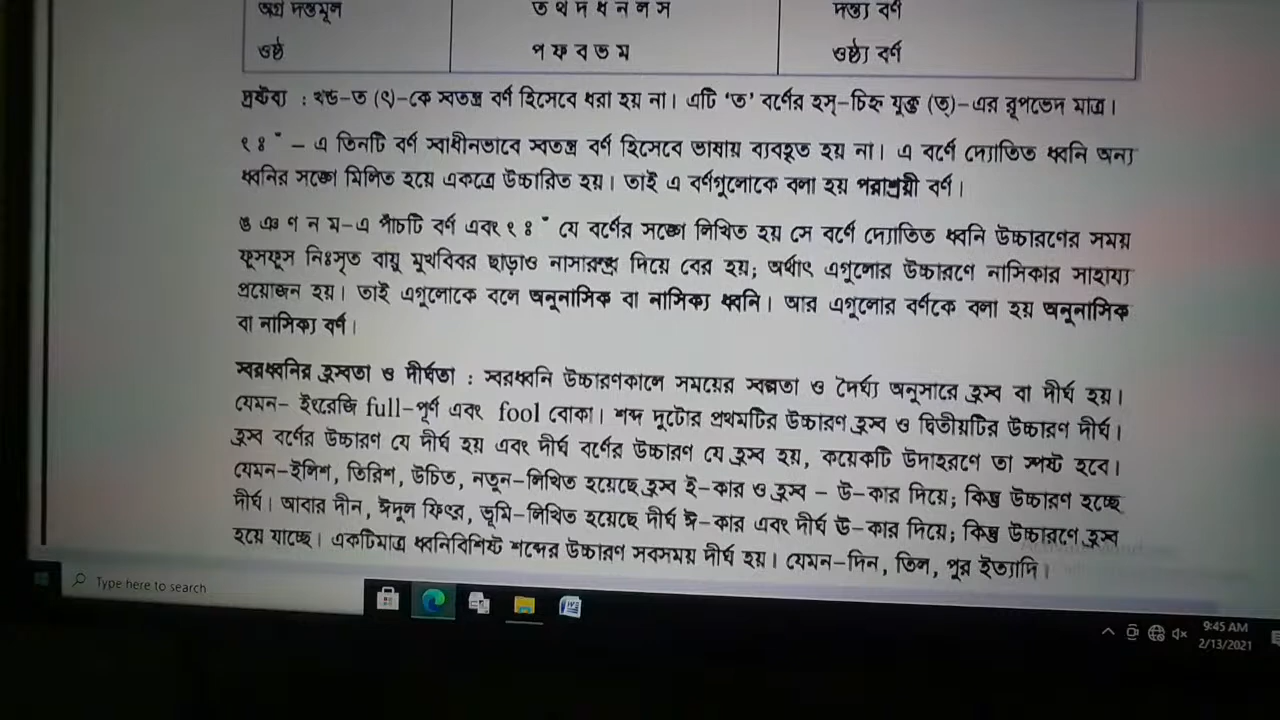 অগ্র দন্তমূল ত থ দ ধ ন ল স দন্ত্য বর্ণ
ওষ্ঠ প ফ ব ভ ম ওষ্ঠ্য বর্ণ
দ্রষ্টব্য : খণ্ড-ত (ৎ)-কে স্বতন্ত্র বর্ণ হিসেবে ধরা হয় না। এটি ‘ত’ বর্ণের হস্-চিহ্ন যুক্ত (ত্)-এর রূপভেদ মাত্র।
ং ঃ ঁ – এ তিনটি বর্ণ স্বাধীনভাবে স্বতন্ত্র বর্ণ হিসেবে ভাষায় ব্যবহৃত হয় না। এ বর্ণে দ্যোতিত ধ্বনি অন্য
ধ্বনির সঙ্গে মিলিত হয়ে একত্রে উচ্চারিত হয়। তাই এ বর্ণগুলোকে বলা হয় পরাশ্রয়ী বর্ণ।
ঙ ঞ ণ ন ম-এ পাঁচটি বর্ণ এবং ং ঃ ঁ যে বর্ণের সঙ্গে লিখিত হয় সে বর্ণে দ্যোতিত ধ্বনি উচ্চারণের সময়
ফুসফুস নিঃসৃত বায়ু মুখবিবর ছাড়াও নাসারন্ধ্র দিয়ে বের হয়; অর্থাৎ এগুলোর উচ্চারণে নাসিকার সাহায্য
প্রয়োজন হয়। তাই এগুলোকে বলে অনুনাসিক বা নাসিক্য ধ্বনি। আর এগুলোর বর্ণকে বলা হয় অনুনাসিক
বা নাসিক্য বর্ণ।
স্বরধ্বনির হ্রস্বতা ও দীর্ঘতা : স্বরধ্বনি উচ্চারণকালে সময়ের স্বল্পতা ও দৈর্ঘ্য অনুসারে হ্রস্ব বা দীর্ঘ হয়।
যেমন- ইংরেজি full-পূর্ণ এবং fool বোকা। শব্দ দুটোর প্রথমটির উচ্চারণ হ্রস্ব ও দ্বিতীয়টির উচ্চারণ দীর্ঘ।
হ্রস্ব বর্ণের উচ্চারণ যে দীর্ঘ হয় এবং দীর্ঘ বর্ণের উচ্চারণ যে হ্রস্ব হয়, কয়েকটি উদাহরণে তা স্পষ্ট হবে।
যেমন-ইলিশ, তিরিশ, উচিত, নতুন-লিখিত হয়েছে হ্রস্ব ই-কার ও হ্রস্ব – উ-কার দিয়ে; কিন্তু উচ্চারণ হচ্ছে
দীর্ঘ। আবার দীন, ঈদুল ফিৎর, ভূমি-লিখিত হয়েছে দীর্ঘ ঈ-কার এবং দীর্ঘ ঊ-কার দিয়ে; কিন্তু উচ্চারণে হ্রস্ব
হয়ে যাচ্ছে। একটিমাত্র ধ্বনিবিশিষ্ট শব্দের উচ্চারণ সবসময় দীর্ঘ হয়। যেমন-দিন, তিল, পুর ইত্যাদি।
Type here to search
9:45 AM
2/13/2021